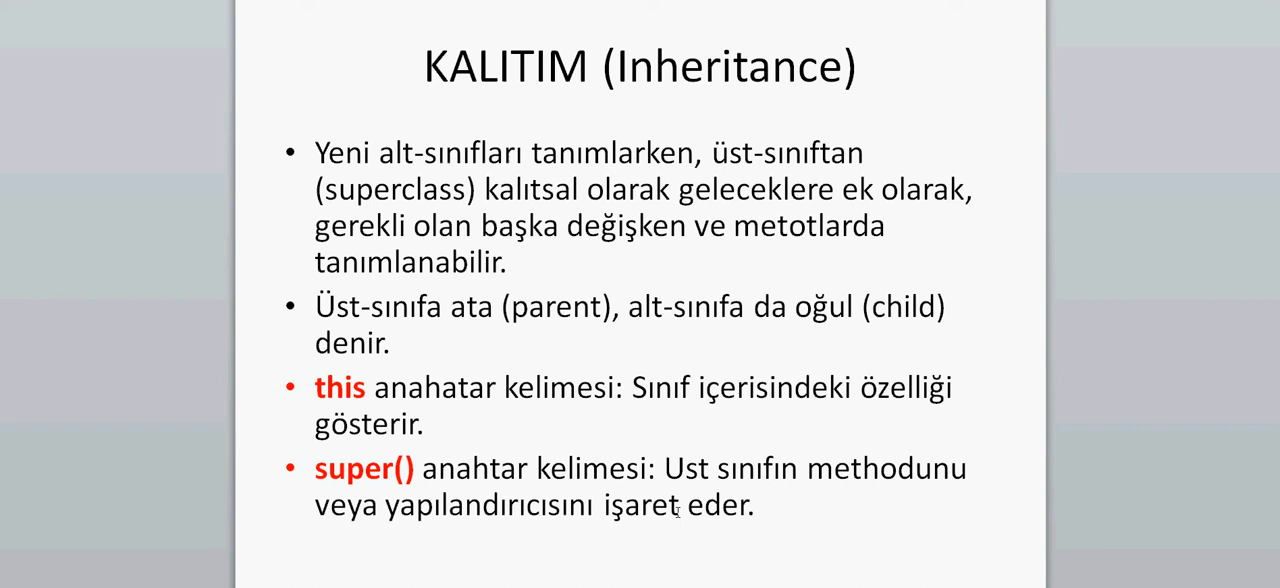 KALITIM (Inheritance)
• Yeni alt-sınıfları tanımlarken, üst-sınıftan
(superclass) kalıtsal olarak geleceklere ek olarak,
gerekli olan başka değişken ve metotlarda
tanımlanabilir.
• Üst-sınıfa ata (parent), alt-sınıfa da oğul (child)
denir.
• this anahatar kelimesi: Sınıf içerisindeki özelliği
gösterir.
• super() anahtar kelimesi: Ust sınıfın methodunu
veya yapılandırıcısını işaret eder.